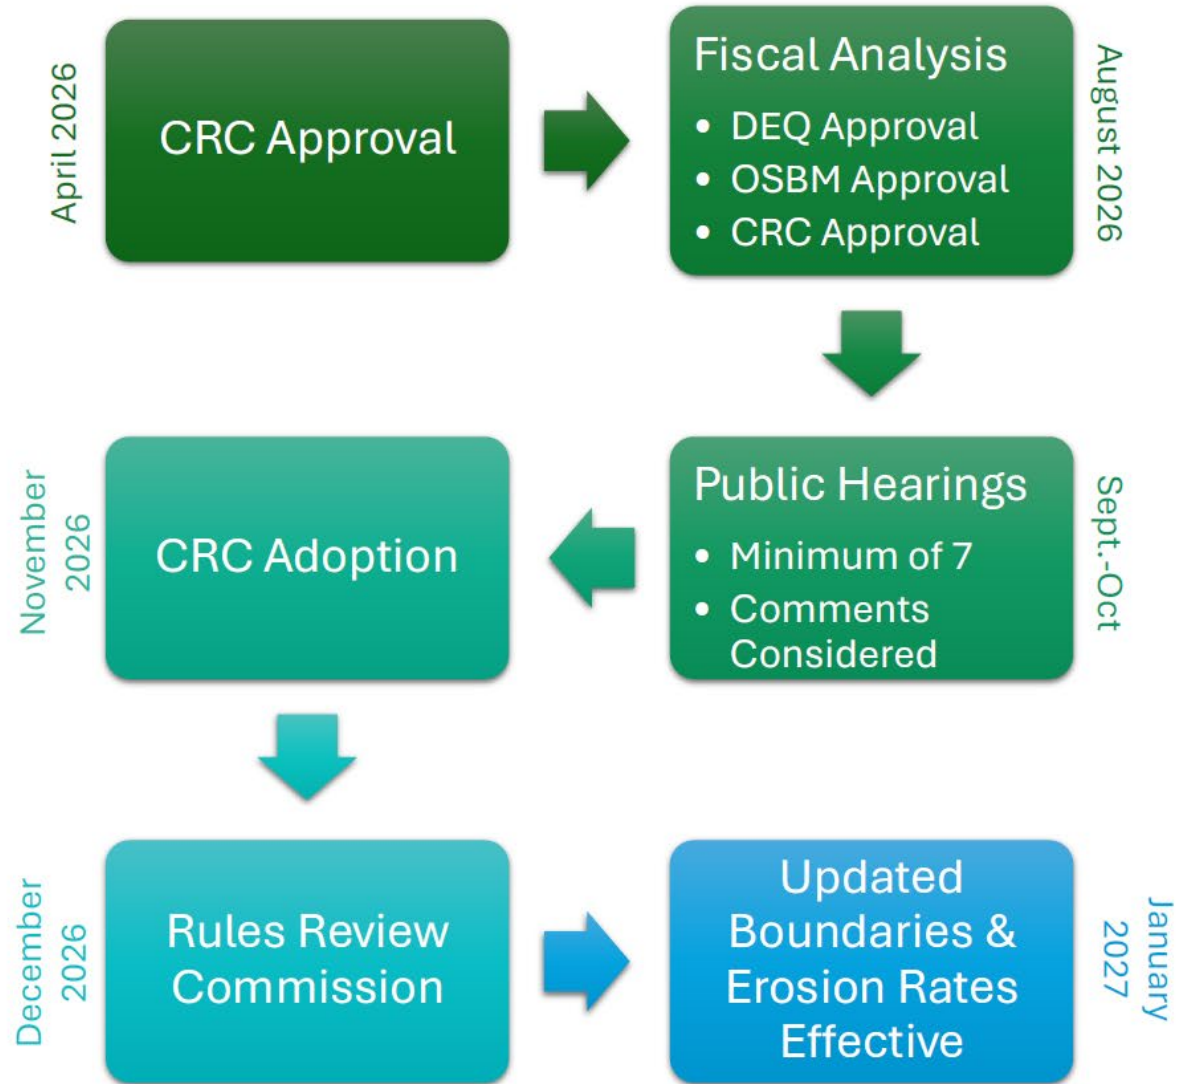 April 2026
CRC Approval
Fiscal Analysis
• DEQ Approval
• OSBM Approval
• CRC Approval
August 2026
Public Hearings
• Minimum of 7
• Comments
Considered
Sept.-Oct
CRC Adoption
November
2026
December
2026
Rules Review
Commission
Updated
Boundaries &
Erosion Rates
Effective
January
2027